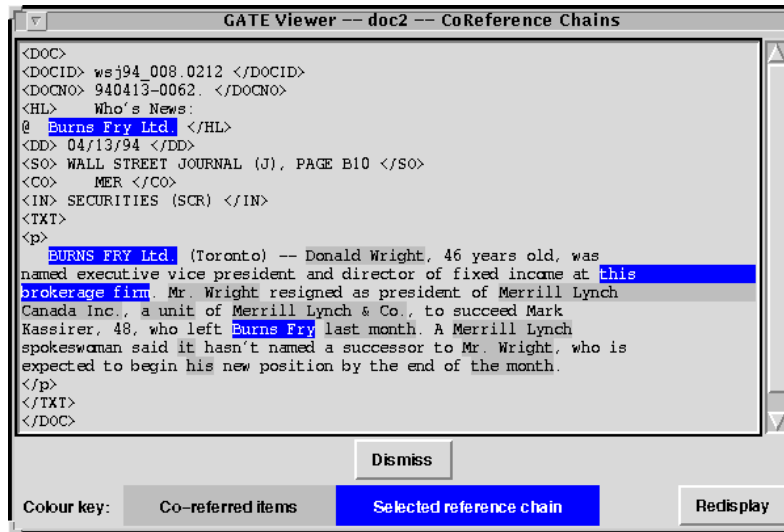 GATE Viewer -- doc2 -- CoReference Chains
<DOC>
<DOCID> wsj94_008.0212 </DOCID>
<DOCNO> 940413-0062. </DOCNO>
<HL> Who's News:
@ Burns Fry Ltd. </HL>
<DD> 04/13/94 </DD>
<SO> WALL STREET JOURNAL (J), PAGE B10 </SO>
<CO> MER </CO>
<IN> SECURITIES (SCR) </IN>
<TXT>
<p>
BURNS FRY Ltd. (Toronto) -- Donald Wright, 46 years old, was
named executive vice president and director of fixed income at this
brokerage firm. Mr. Wright resigned as president of Merrill Lynch
Canada Inc., a unit of Merrill Lynch & Co., to succeed Mark
Kassirer, 48, who left Burns Fry last month. A Merrill Lynch
spokeswoman said it hasn't named a successor to Mr. Wright, who is
expected to begin his new position by the end of the month.
</p>
</TXT>
</DOC>
Dismiss
Colour key: Co-referred items Selected reference chain Redisplay